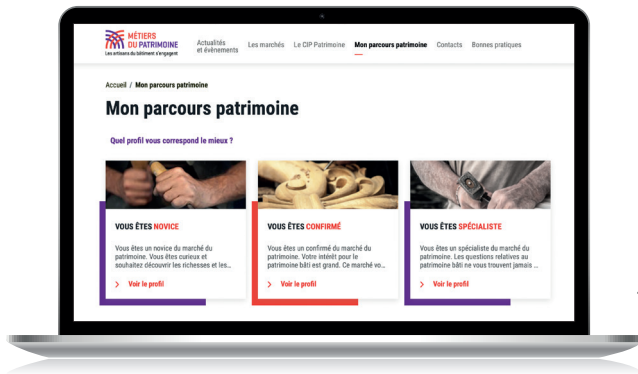 MÉTIERS
DU PATRIMOINE
Les artisans du bâtiment s'engagent
Actualités
et évènements
Les marchés
Le CIP Patrimoine
Mon parcours patrimoine
Contacts
Bonnes pratiques
Accueil / Mon parcours patrimoine
Mon parcours patrimoine
Quel profil vous correspond le mieux ?
VOUS ÊTES NOVICE
Vous êtes un novice du marché du
patrimoine. Vous êtes curieux et
souhaitez découvrir les richesses et les...
> Voir le profil
VOUS ÊTES CONFIRMÉ
Vous êtes un confirmé du marché du
patrimoine. Votre intérêt pour le
patrimoine bâti est grand. Ce marché vo...
> Voir le profil
VOUS ÊTES SPÉCIALISTE
Vous êtes un spécialiste du marché du
patrimoine. Les questions relatives au
patrimoine bâti ne vous trouvent jamais ...
> Voir le profil